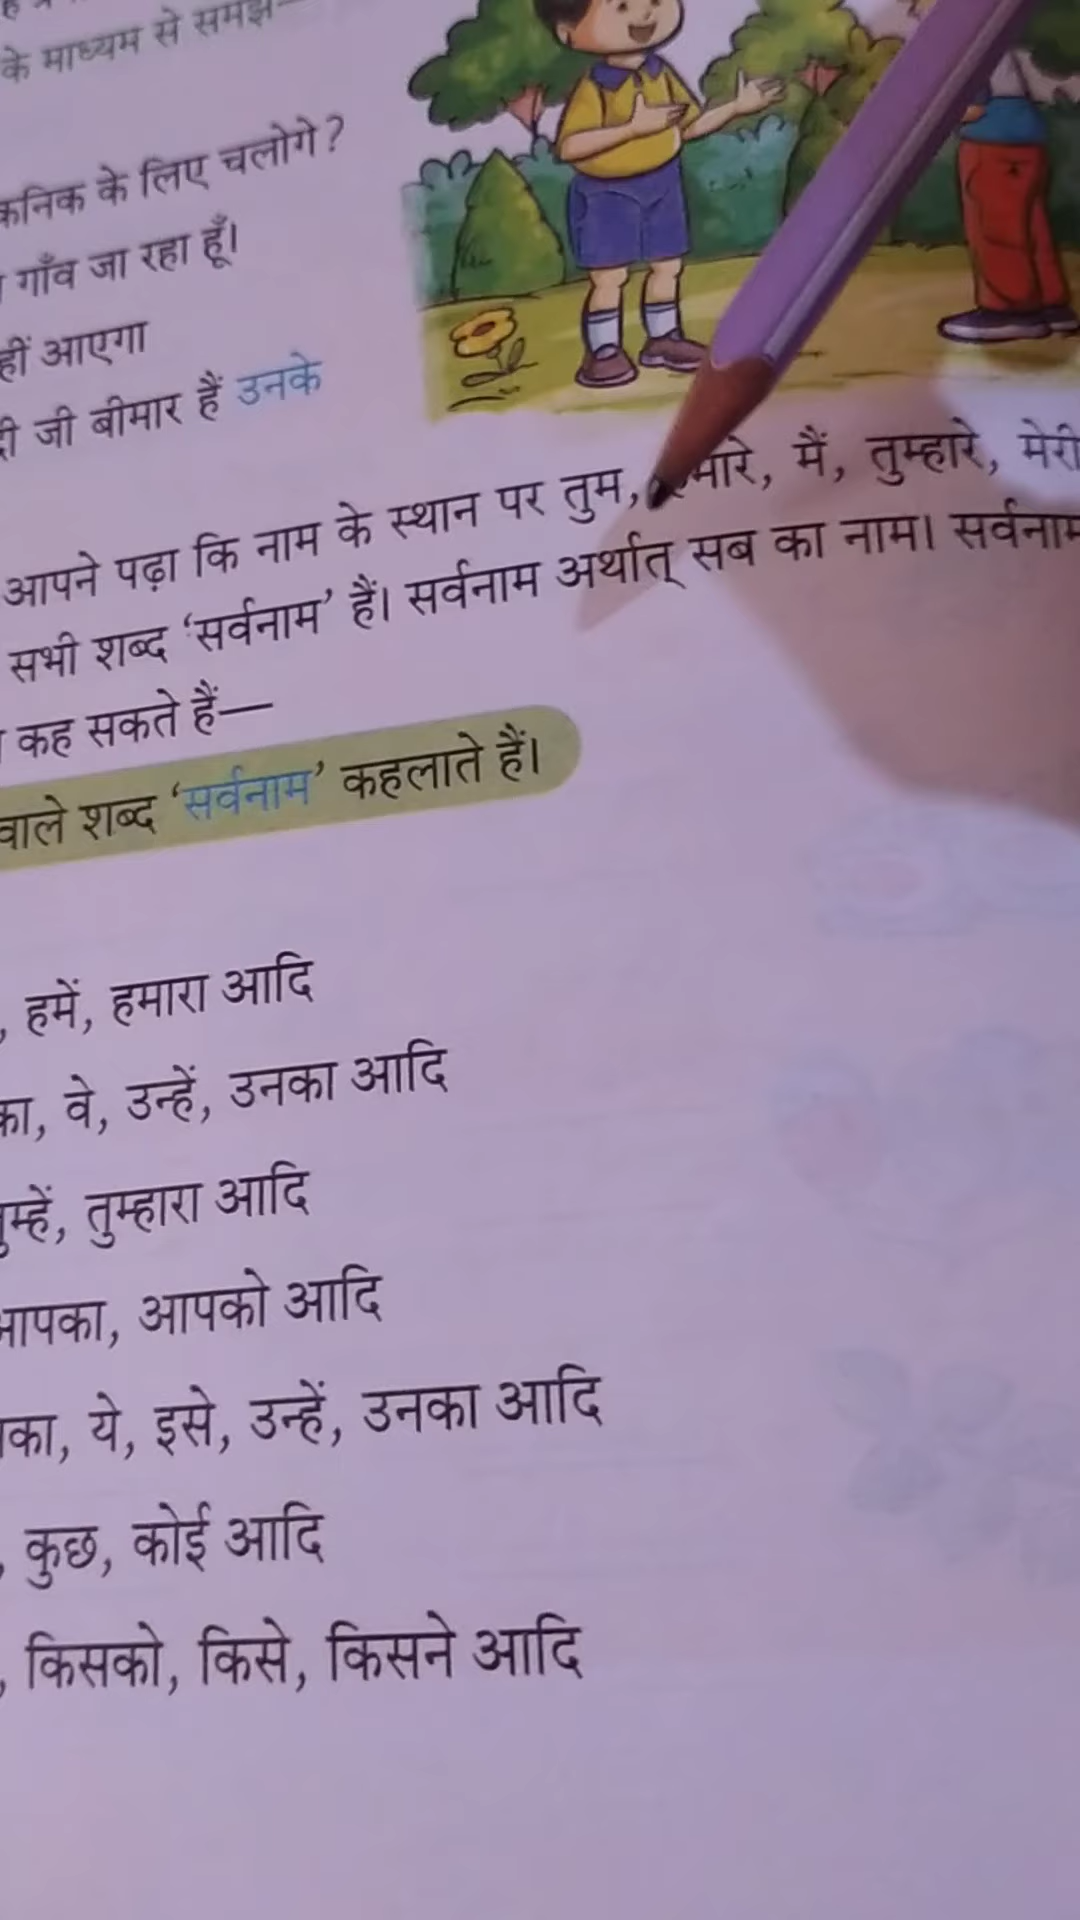 के माध्यम से समझ
के लिए चलोगे?
गाँव जा रहा हूँ।
आएगा
जी बीमार हैं उनके
आपने पढ़ा कि नाम के स्थान पर तुम, मैं, तुम्हारे, मेरी
सभी शब्द ‘सर्वनाम’ हैं। सर्वनाम अर्थात् सब का नाम। सर्वनाम
कह सकते हैं—
वाले शब्द ‘सर्वनाम’ कहलाते हैं।
, हमें, हमारा आदि
का, वे, उन्हें, उनका आदि
तुम्हारा आदि
आपका, आपको आदि
का, ये, इसे, उन्हें, उनका आदि
, कुछ, कोई आदि
, किसको, किसे, किसने आदि